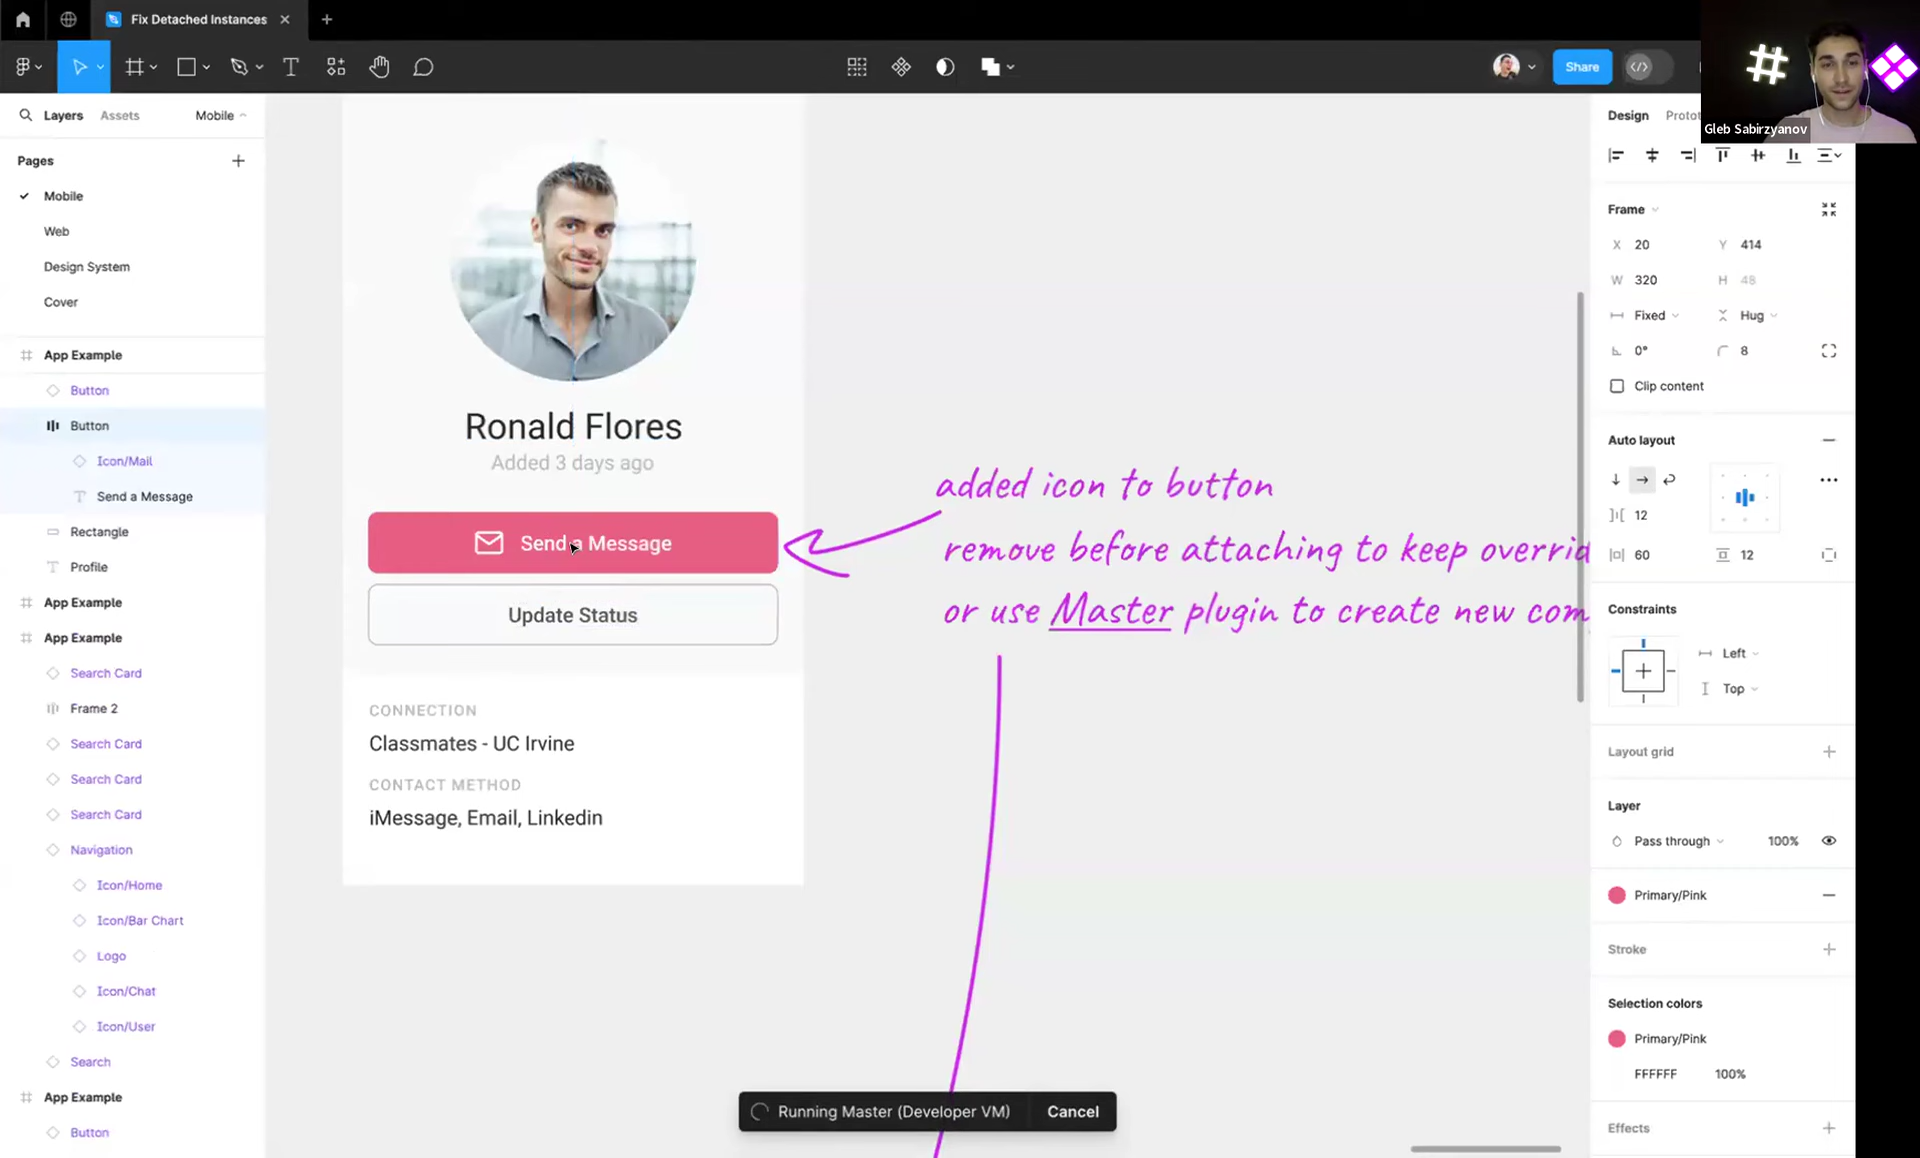 Fix Detached Instances
Share
Gleb Sabirzyanov
Layers
Assets
Mobile
Pages
Mobile
Web
Design System
Cover
App Example
Button
Button
Icon/Mail
Send a Message
Rectangle
Profile
App Example
App Example
Search Card
Frame 2
Search Card
Search Card
Search Card
Navigation
Icon/Home
Icon/Bar Chart
Logo
Icon/Chat
Icon/User
Search
App Example
Button
Ronald Flores
Added 3 days ago
Send a Message
Update Status
CONNECTION
Classmates - UC Irvine
CONTACT METHOD
iMessage, Email, Linkedin
added icon to button
remove before attaching to keep overrid
or use Master plugin to create new com
Running Master (Developer VM)
Cancel
Design Protot
Frame
X 20 Y 414
W 320 H 48
Fixed Hug
0° 8
Clip content
Auto layout
12
60 12
Constraints
Left
Top
Layout grid
Layer
Pass through 100%
Primary/Pink
Stroke
Selection colors
Primary/Pink
FFFFFF 100%
Effects